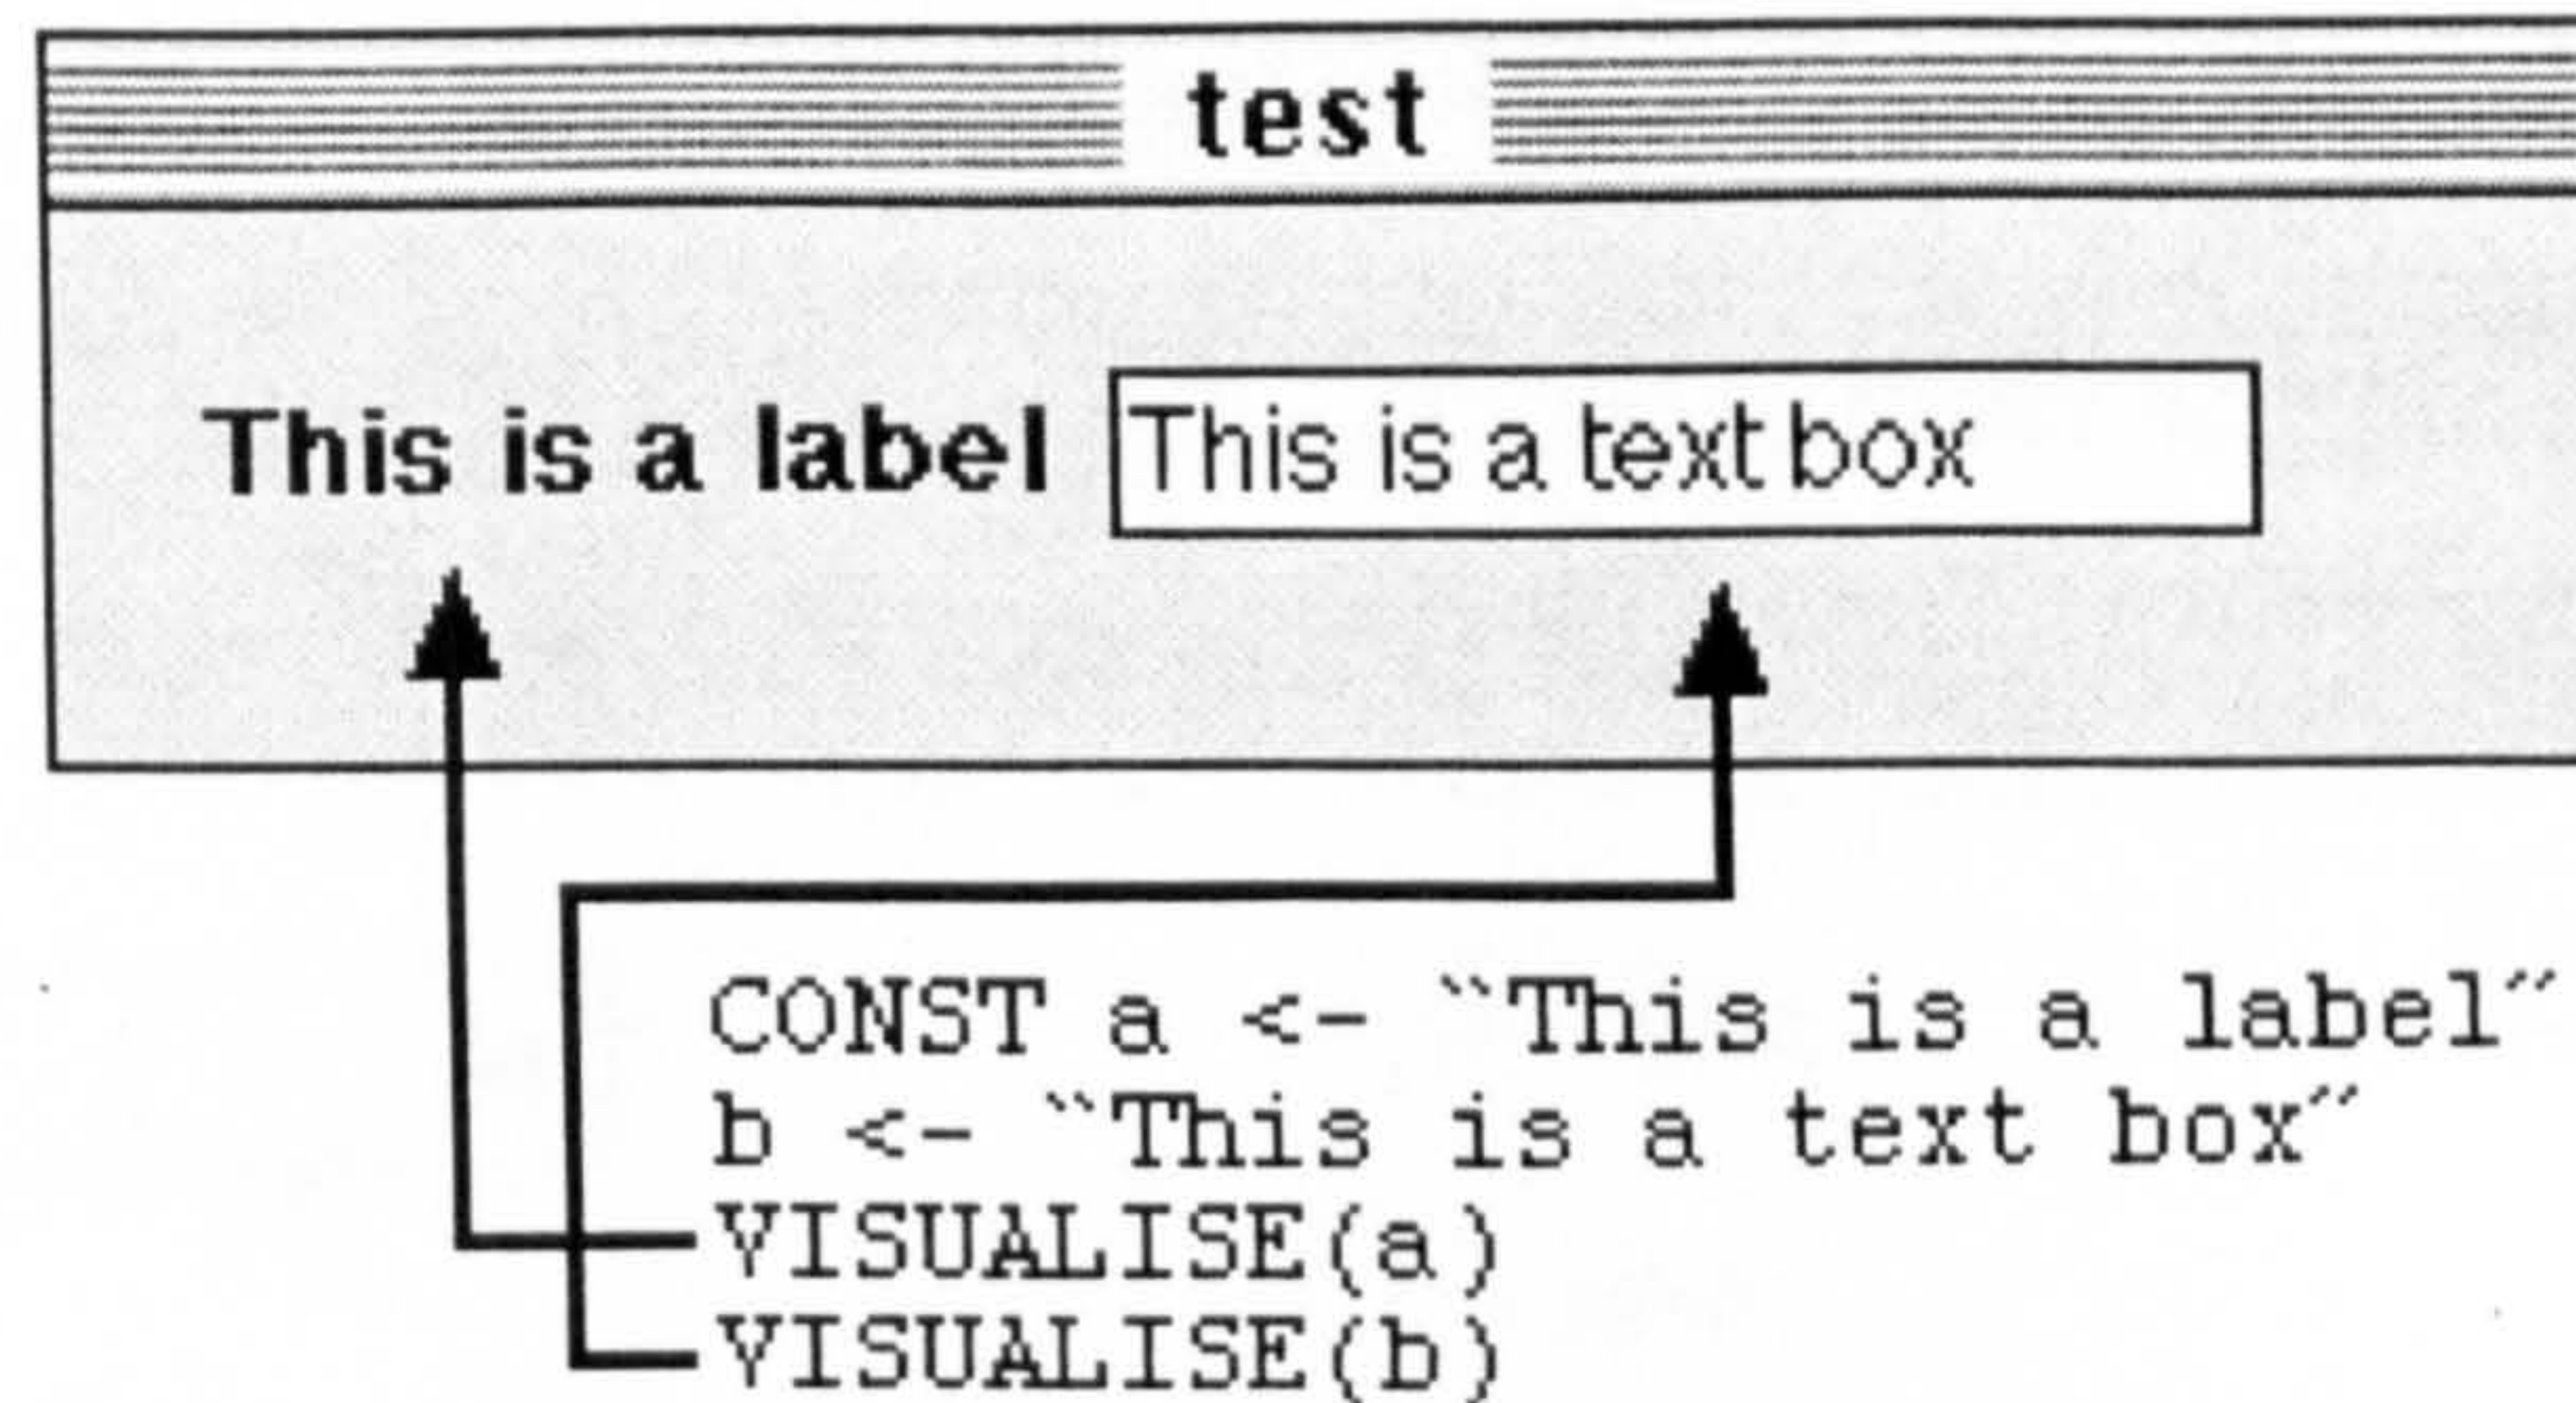 test
This is a label This is a text box
CONST a <- ``This is a label´´
b <- ``This is a text box´´
VISUALISE(a)
VISUALISE(b)